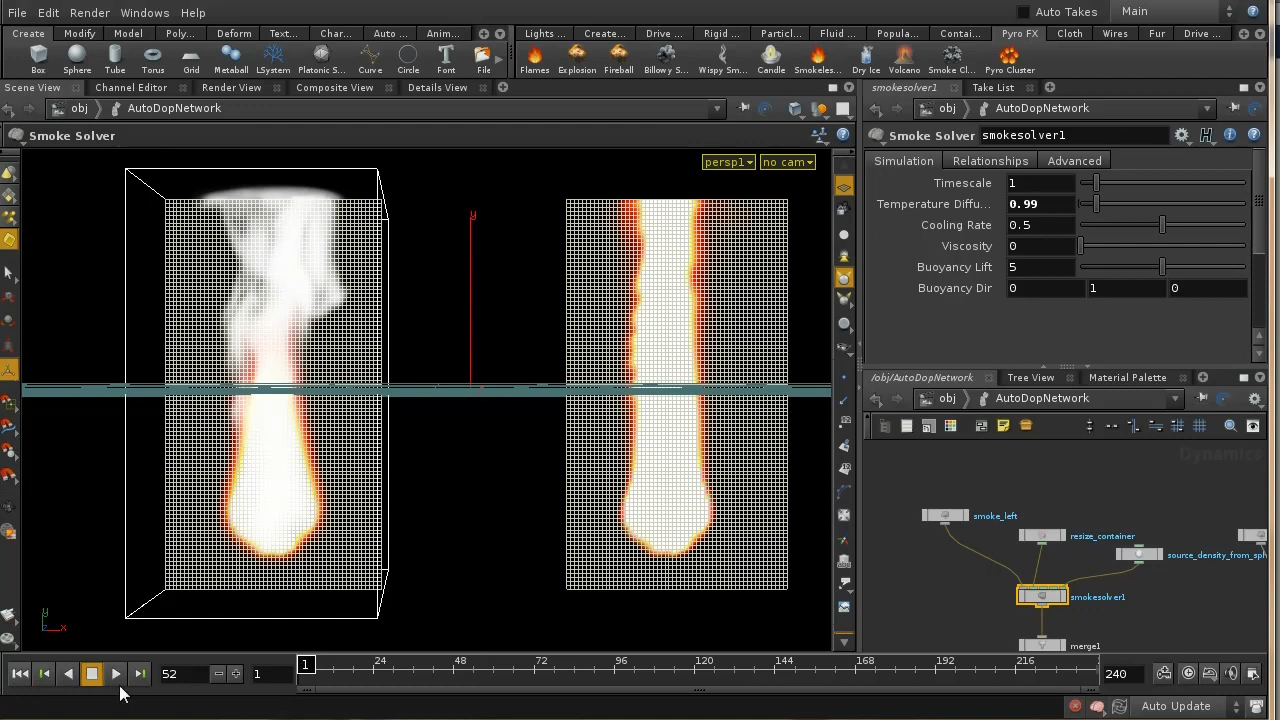 File Edit Render Windows Help
Auto Takes Main
Create Modify Model Poly... Deform Text... Char... Auto ... Anim...
Lights ... Create... Drive ... Rigid ... Particl... Fluid ... Popula... Contai... Pyro FX Cloth Wires Fur Drive ...
Box Sphere Tube Torus Grid Metaball LSystem Platonic S... Curve Circle Font File
Flames Explosion Fireball Billowy S... Wispy Sm... Candle Smokeles... Dry Ice Volcano Smoke Cl... Pyro Cluster
Scene View Channel Editor Render View Composite View Details View
smokesolver1 Take List
obj AutoDopNetwork
obj AutoDopNetwork
Smoke Solver
Smoke Solver smokesolver1
persp1 no cam
Simulation Relationships Advanced
Timescale 1
Temperature Diffu... 0.99
Cooling Rate 0.5
Viscosity 0
Buoyancy Lift 5
Buoyancy Dir 0 1 0
y
/obj/AutoDopNetwork Tree View Material Palette
obj AutoDopNetwork
Dynamics
smoke_left
resize_container
source_density_from_sph
smokesolver1
merge1
y
z x
52 1
1 24 48 72 96 120 144 168 192 216
240
Auto Update